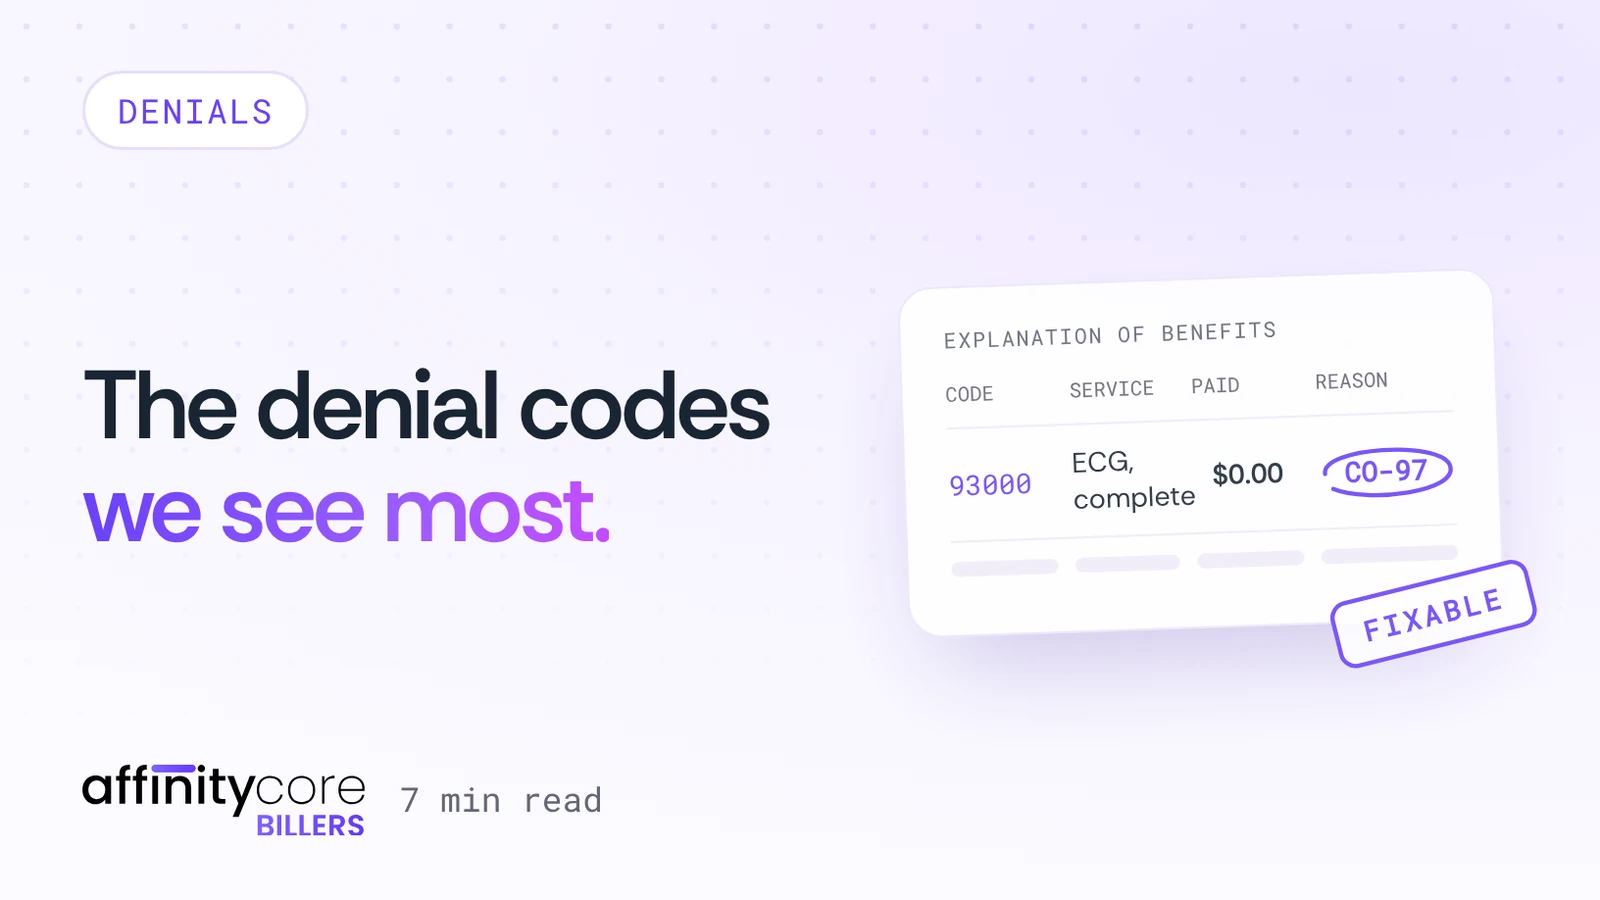 DENIALS
The denial codes
we see most.
EXPLANATION OF BENEFITS
CODE SERVICE PAID REASON
93000 ECG, complete $0.00 CO-97
FIXABLE
affinitycore
BILLERS
7 min read